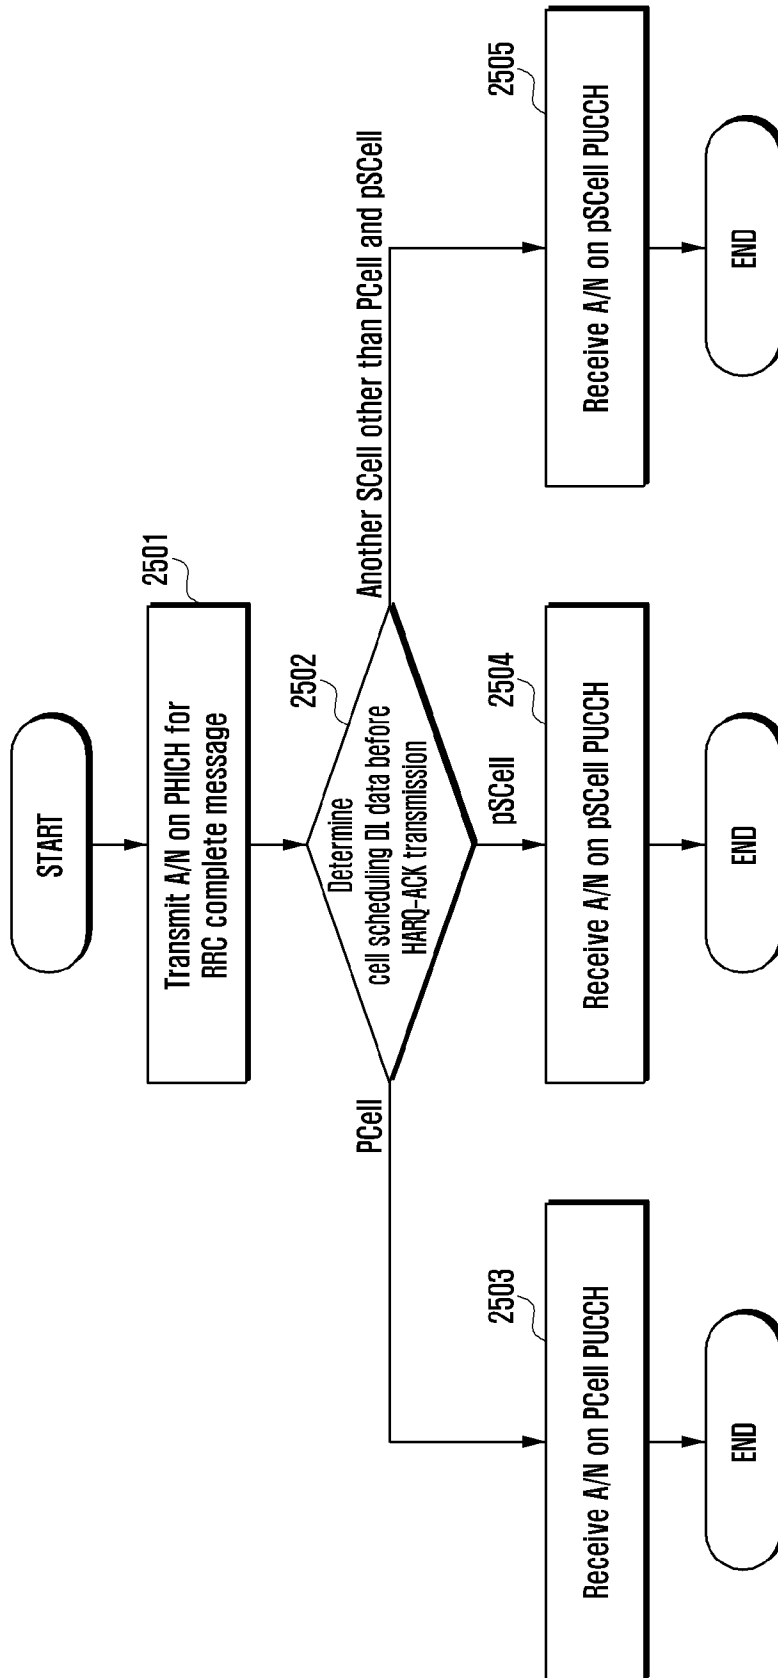 START
2501
Transmit A/N on PHICH for
RRC complete message
2502
Determine
cell scheduling DL data before
HARQ-ACK transmission
PCell
pSCell
Another SCell other than PCell and pSCell
2503
Receive A/N on PCell PUCCH
2504
Receive A/N on pSCell PUCCH
2505
Receive A/N on pSCell PUCCH
END
END
END